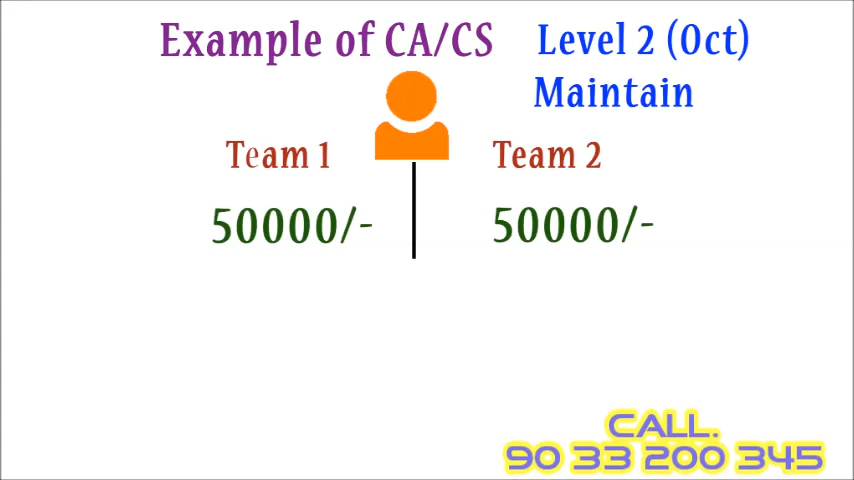 Example of CA/CS
Level 2 (Oct)
Maintain
Team 1
Team 2
50000/-
50000/-
CALL.
90 33 200 345